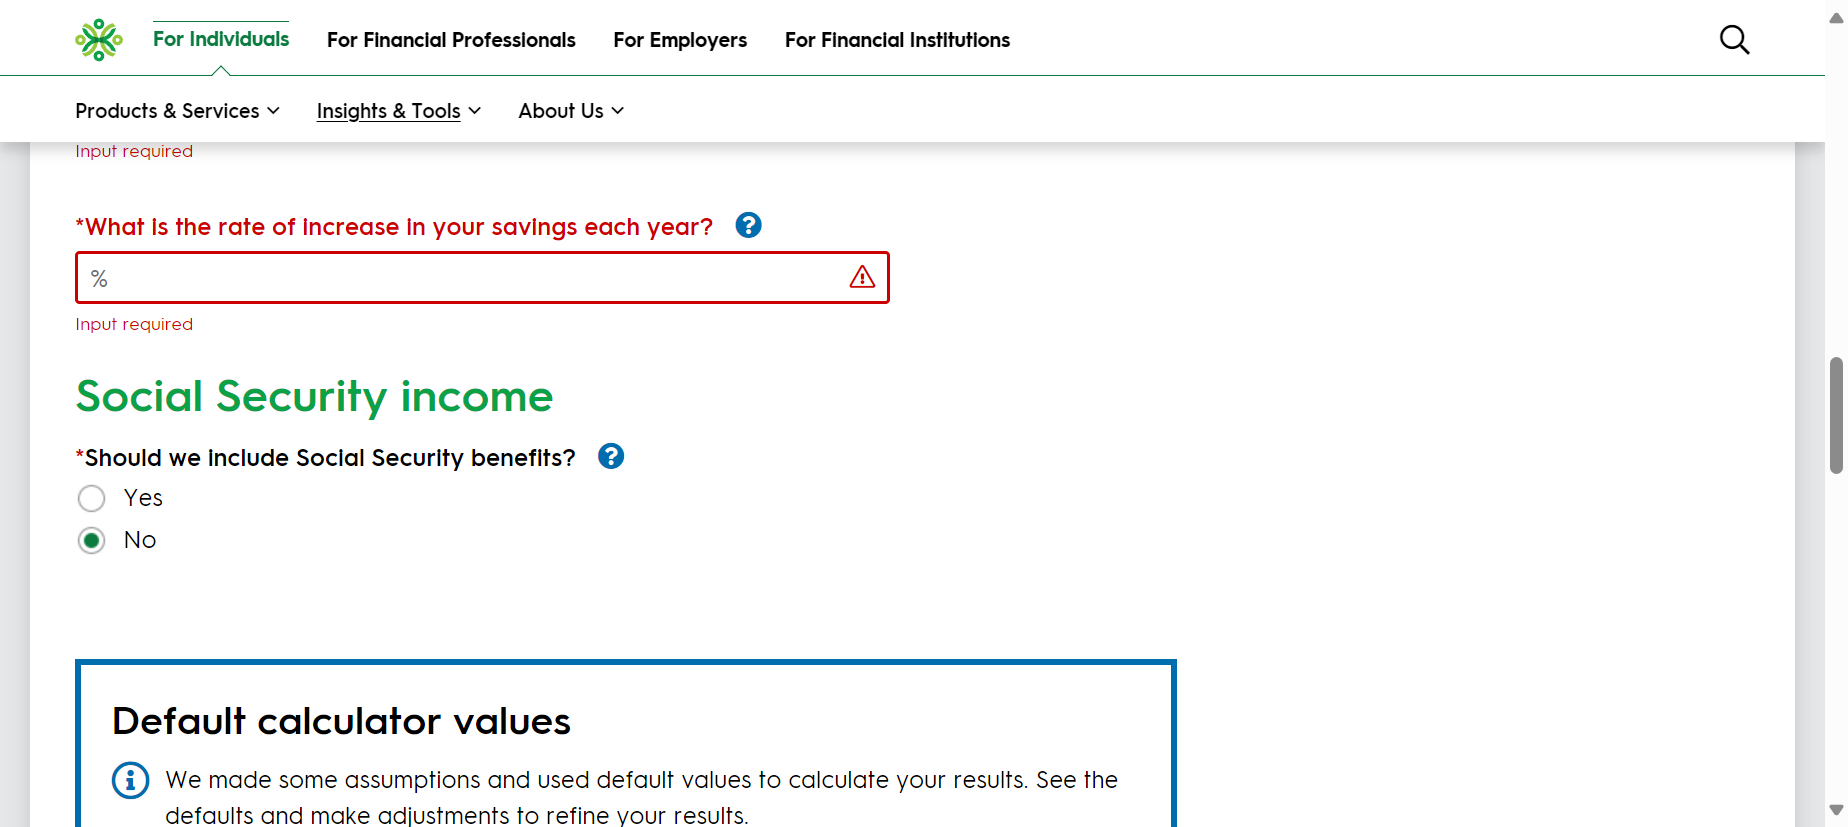 For Individuals For Financial Professionals For Employers For Financial Institutions
Products & Services Insights & Tools About Us
Input required
*What is the rate of increase in your savings each year? ?
%
Input required
Social Security income
*Should we include Social Security benefits? ?
Yes
No
Default calculator values
We made some assumptions and used default values to calculate your results. See the
defaults and make adjustments to refine your results.